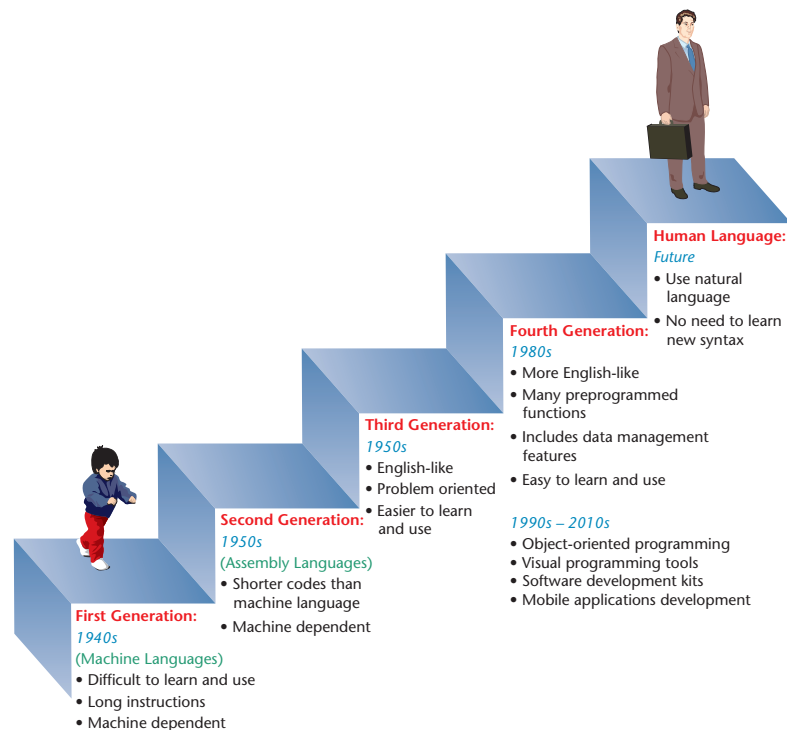 First Generation:
1940s
(Machine Languages)
• Difficult to learn and use
• Long instructions
• Machine dependent
Second Generation:
1950s
(Assembly Languages)
• Shorter codes than
machine language
• Machine dependent
Third Generation:
1950s
• English-like
• Problem oriented
• Easier to learn
and use
Fourth Generation:
1980s
• More English-like
• Many preprogrammed
functions
• Includes data management
features
• Easy to learn and use
1990s – 2010s
• Object-oriented programming
• Visual programming tools
• Software development kits
• Mobile applications development
Human Language:
Future
• Use natural
language
• No need to learn
new syntax